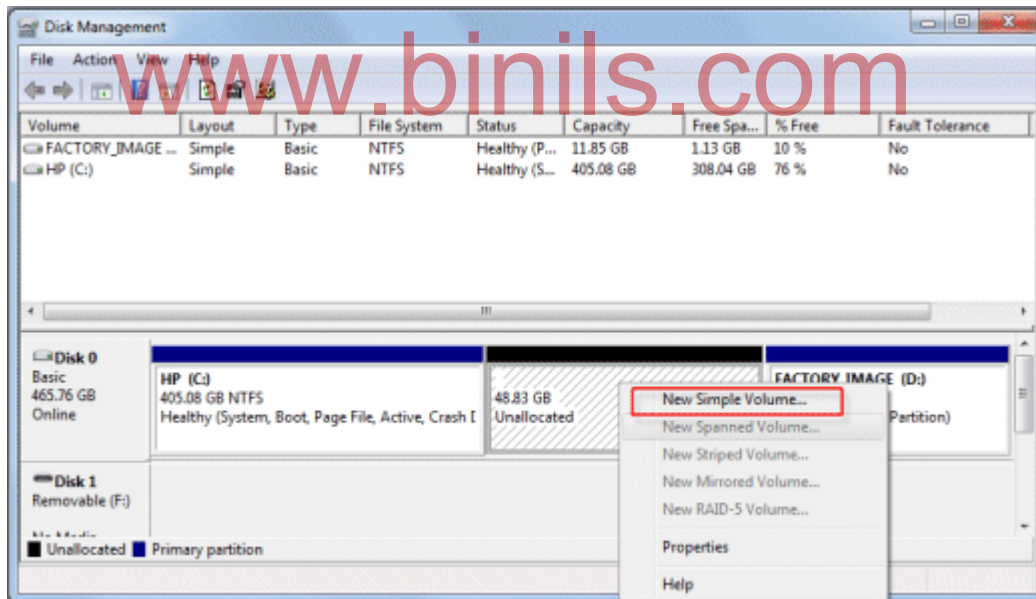 Disk Management
www.binils.com
File Action View Help
Volume Layout Type File System Status Capacity Free Spa... % Free Fault Tolerance
FACTORY_IMAGE ... Simple Basic NTFS Healthy (P... 11.85 GB 1.13 GB 10 % No
HP (C:) Simple Basic NTFS Healthy (S... 405.08 GB 308.04 GB 76 % No
Disk 0
Basic
465.76 GB
Online
HP (C:)
405.08 GB NTFS
Healthy (System, Boot, Page File, Active, Crash D
48.83 GB
Unallocated
FACTORY_IMAGE (D:)
Partition)
New Simple Volume...
New Spanned Volume...
New Striped Volume...
New Mirrored Volume...
New RAID-5 Volume...
Properties
Help
Disk 1
Removable (F:)
No Media
Unallocated Primary partition